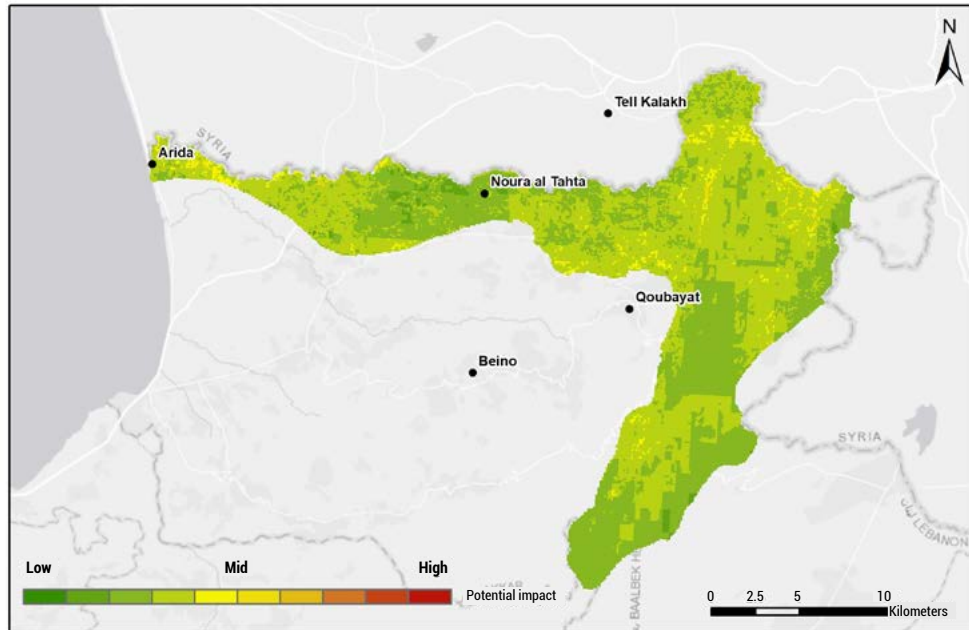 N
Tell Kalakh
SYRIA
Arida
Noura al Tahta
Qoubayat
Beino
SYRIA
LEBANON
Low Mid High
Potential impact
BAALBEK
0 2.5 5 10
Kilometers